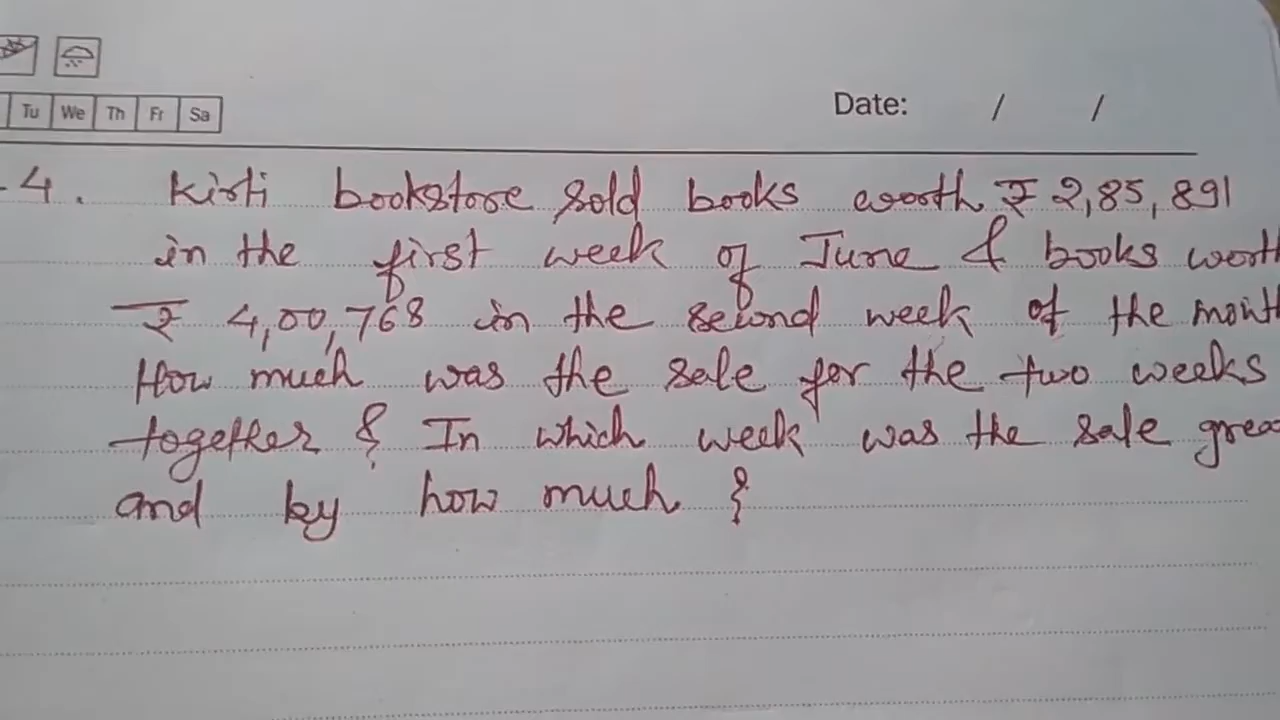 Tu We Th Fr Sa
Date: / /
4. Kirti bookstore sold books worth ₹ 2,85,891
in the first week of June & books worth
₹ 4,00,768 in the second week of the month
How much was the sale for the two weeks
together ? In which week was the sale grea
and by how much ?